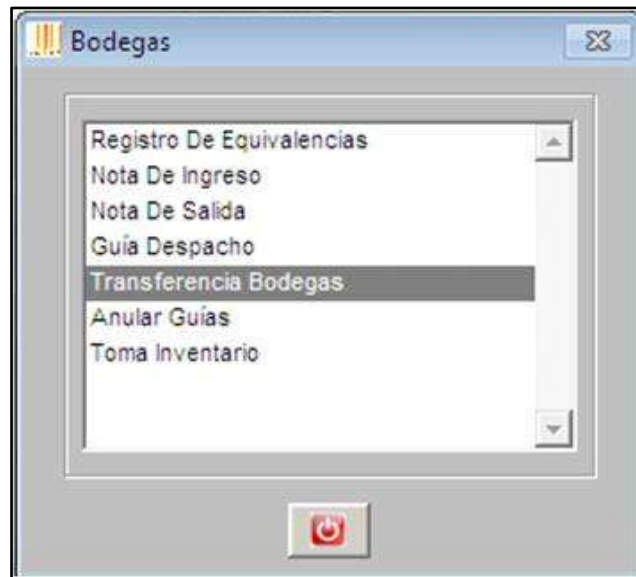 Bodegas
Registro De Equivalencias
Nota De Ingreso
Nota De Salida
Guía Despacho
Transferencia Bodegas
Anular Guías
Toma Inventario